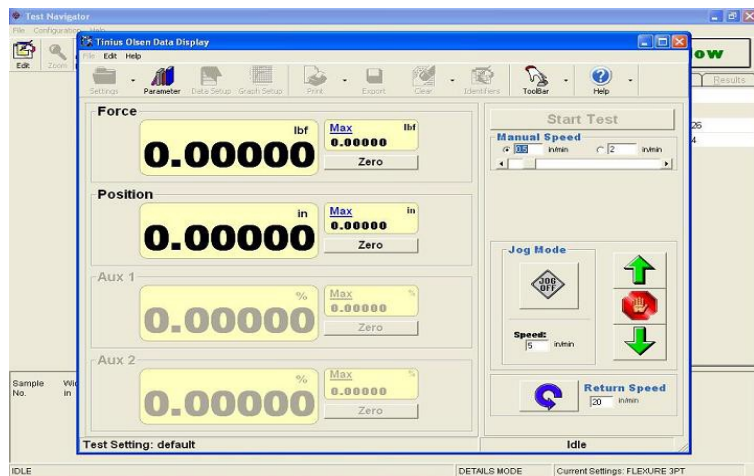 Test Navigator
File Configuration Help
Edit Zoom
Results
Tinius Olsen Data Display
File Edit Help
Settings Parameter Data Setup Graph Setup Print Export Clear Identifiers ToolBar Help
Force
lbf
0.00000
Max lbf
0.00000
Zero
Position
in
0.00000
Max in
0.00000
Zero
Aux 1
%
0.00000
Max %
0.00000
Zero
Aux 2
%
0.00000
Max %
0.00000
Zero
Start Test
Manual Speed
0.5 in/min 2 in/min
Jog Mode
JOG OFF
Speed:
5 in/min
Return Speed
20 in/min
Test Setting: default
Idle
Sample
No. in
IDLE
DETAILS MODE
Current Settings: FLEXURE 3PT